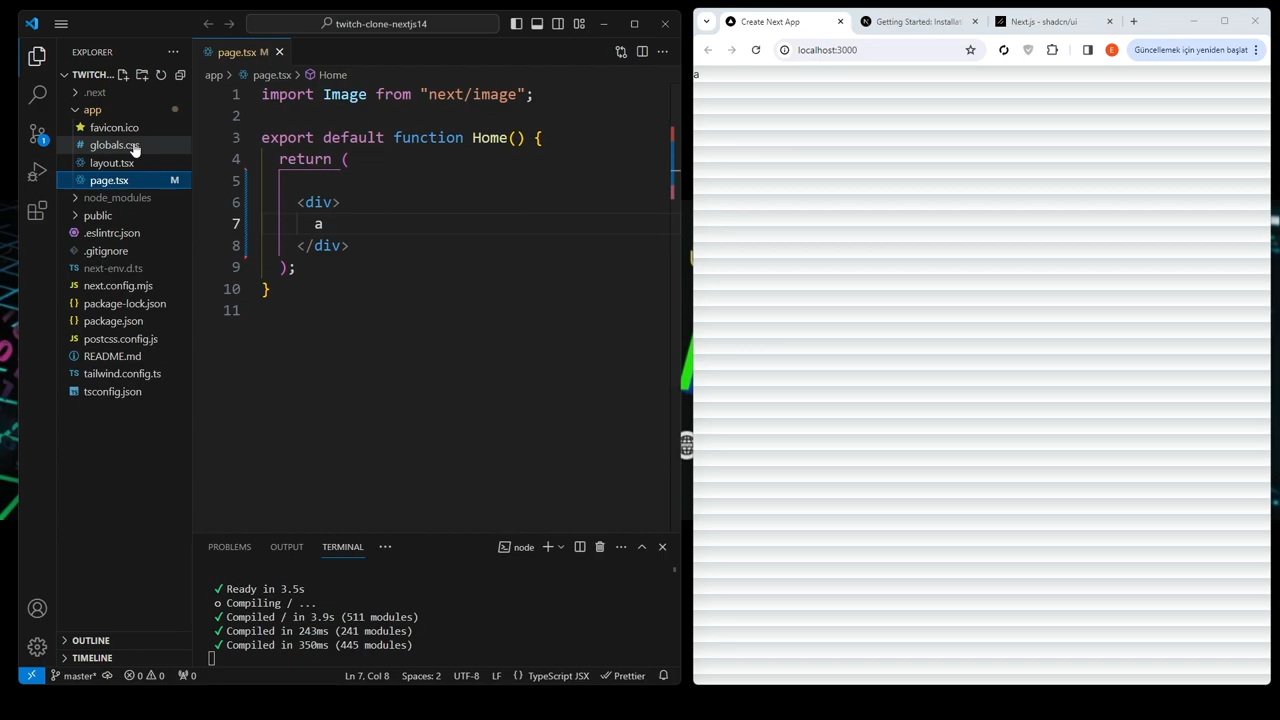 twitch-clone-nextjs14
EXPLORER
TWITCH...
.next
app
favicon.ico
globals.css
layout.tsx
page.tsx M
node_modules
public
.eslintrc.json
.gitignore
next-env.d.ts
next.config.mjs
package-lock.json
package.json
postcss.config.js
README.md
tailwind.config.ts
tsconfig.json
OUTLINE
TIMELINE
page.tsx M
app > page.tsx > Home
1 import Image from "next/image";
2
3 export default function Home() {
4 return (
5
6 <div>
7 a
8 </div>
9 );
10 }
11
PROBLEMS OUTPUT TERMINAL node
✓ Ready in 3.5s
○ Compiling / ...
✓ Compiled / in 3.9s (511 modules)
✓ Compiled in 243ms (241 modules)
✓ Compiled in 350ms (445 modules)
master* 0 0 0 Ln 7, Col 8 Spaces: 2 UTF-8 LF TypeScript JSX Prettier
Create Next App Getting Started: Installat Next.js - shadcn/ui
localhost:3000 E Güncellemek için yeniden başlat
a